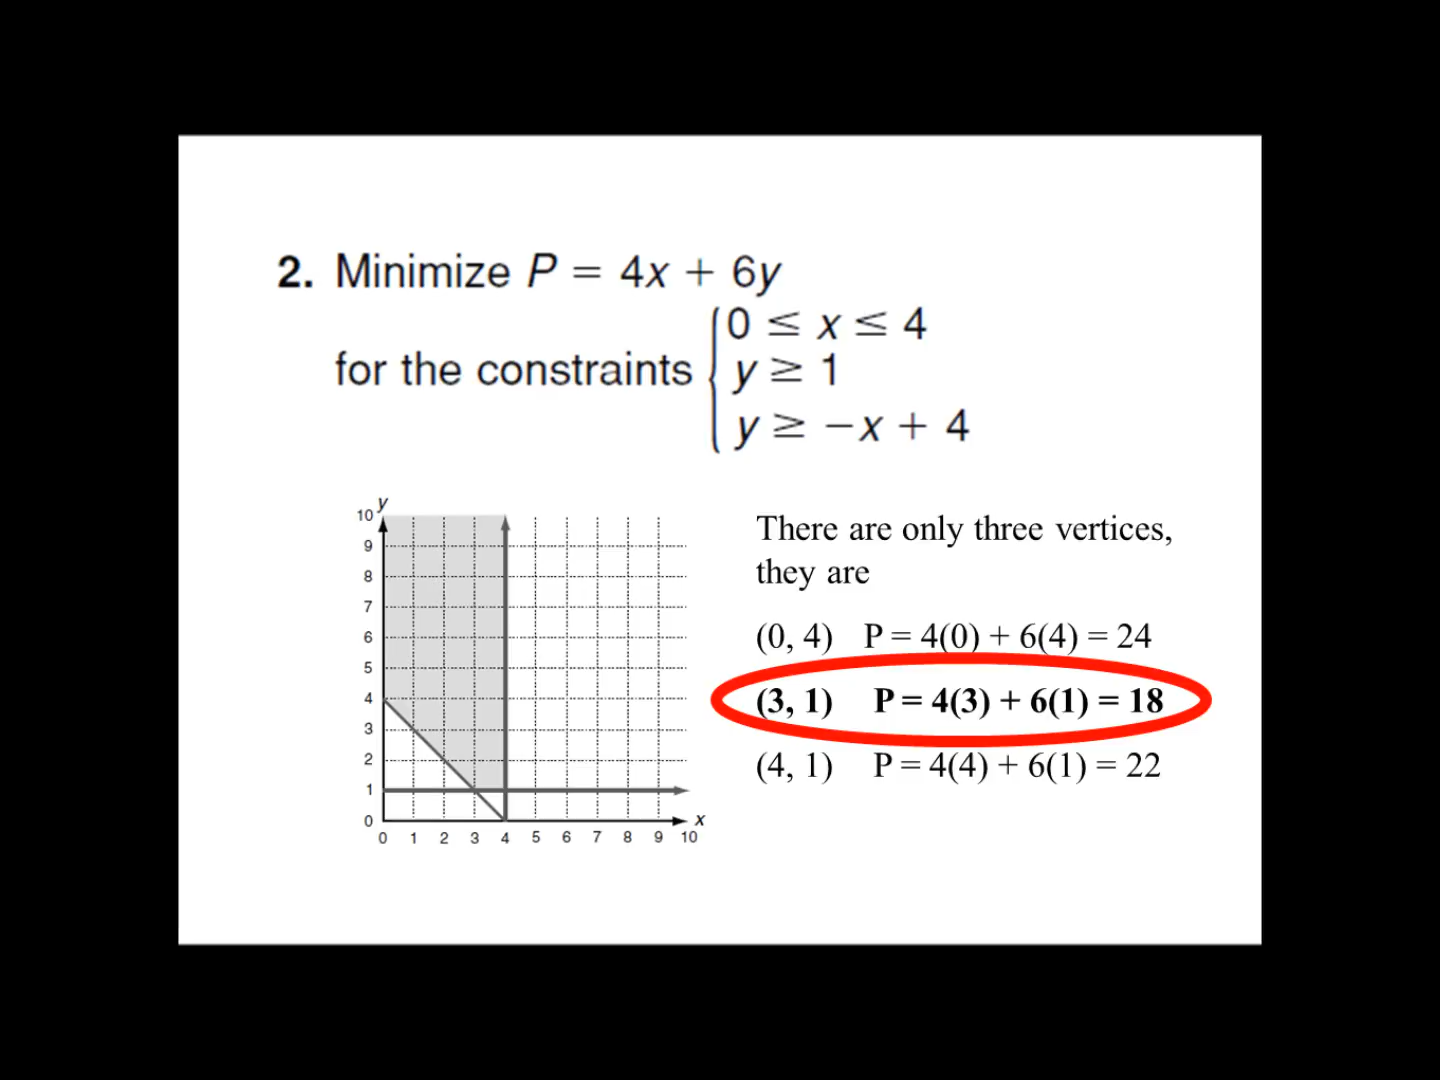 2. Minimize P = 4x + 6y
for the constraints
0 ≤ x ≤ 4
y ≥ 1
y ≥ −x + 4
y
10
9
8
7
6
5
4
3
2
1
0
0 1 2 3 4 5 6 7 8 9 10
x
There are only three vertices,
they are
(0, 4) P = 4(0) + 6(4) = 24
(3, 1) P = 4(3) + 6(1) = 18
(4, 1) P = 4(4) + 6(1) = 22